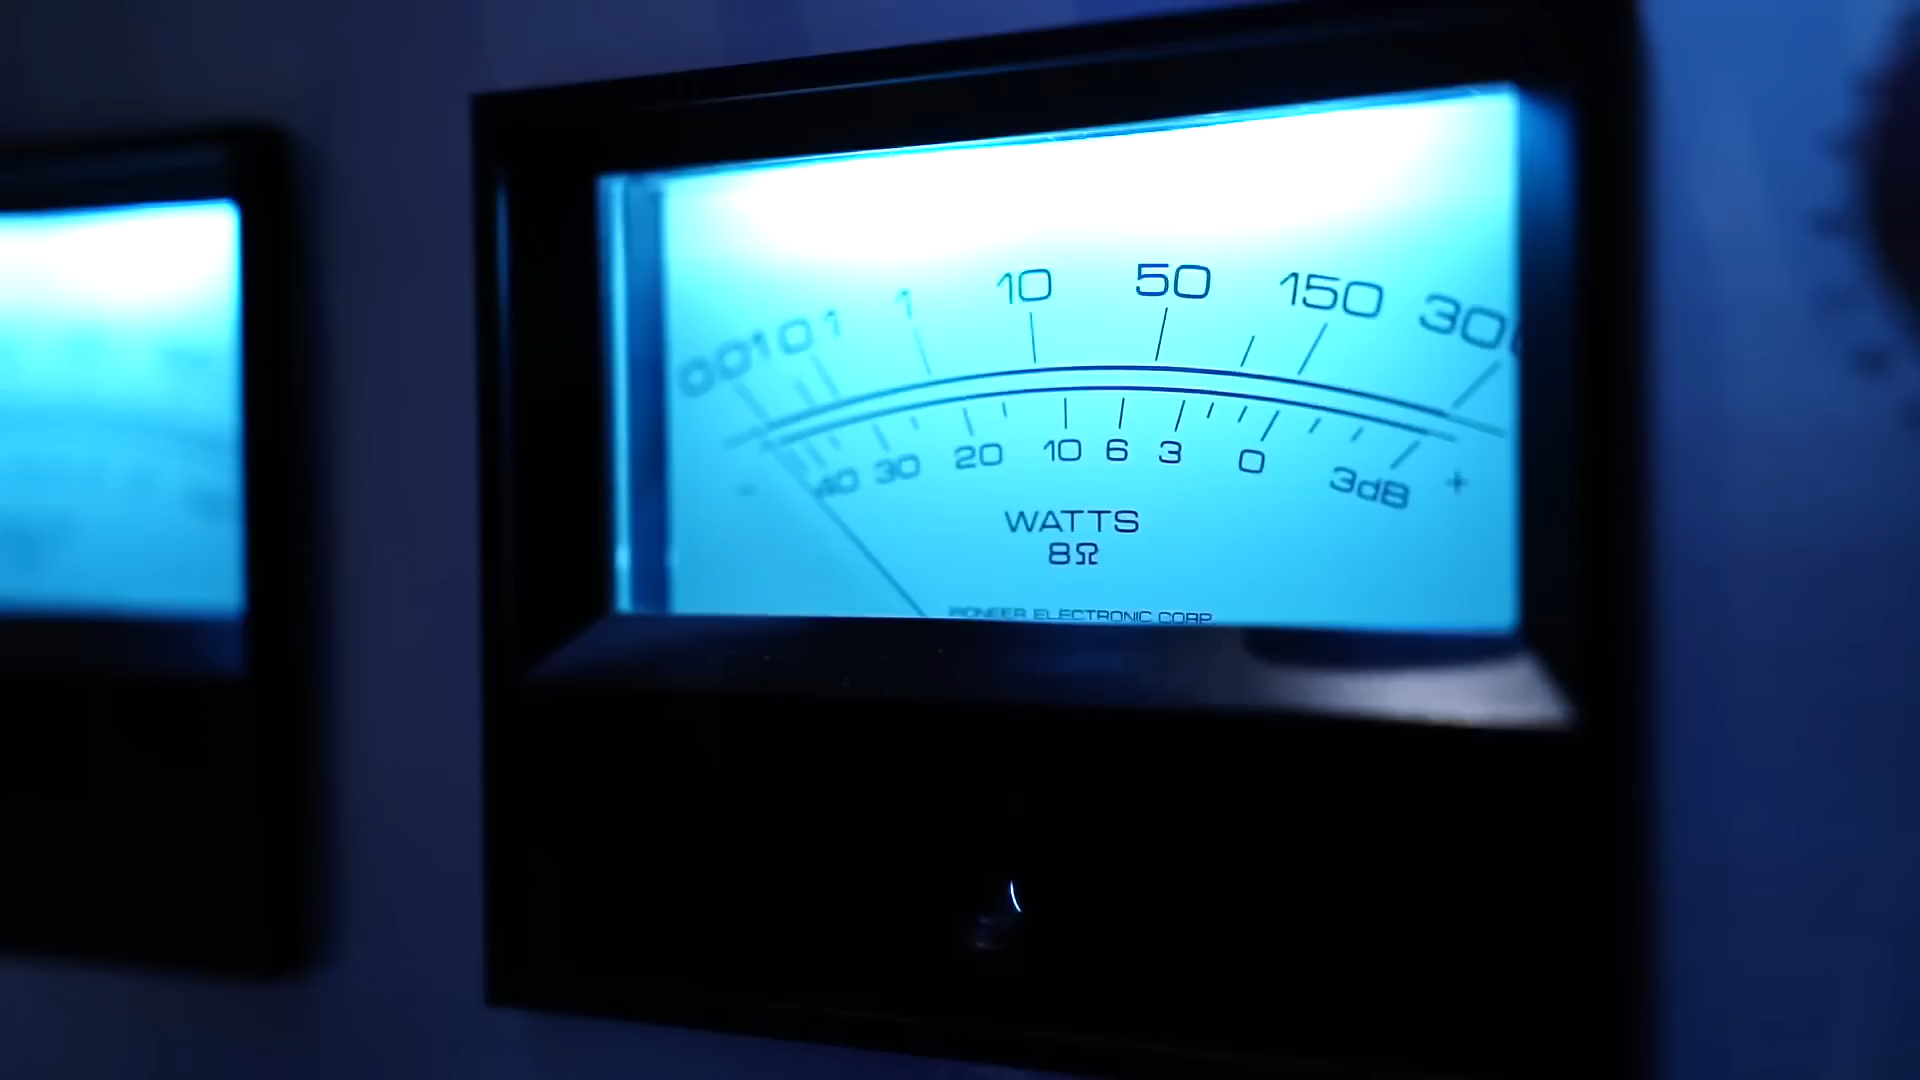 0.01 0.1 1 10 50 150 300
- 40 30 20 10 6 3 0 3dB +
WATTS
8Ω
PIONEER ELECTRONIC CORP.